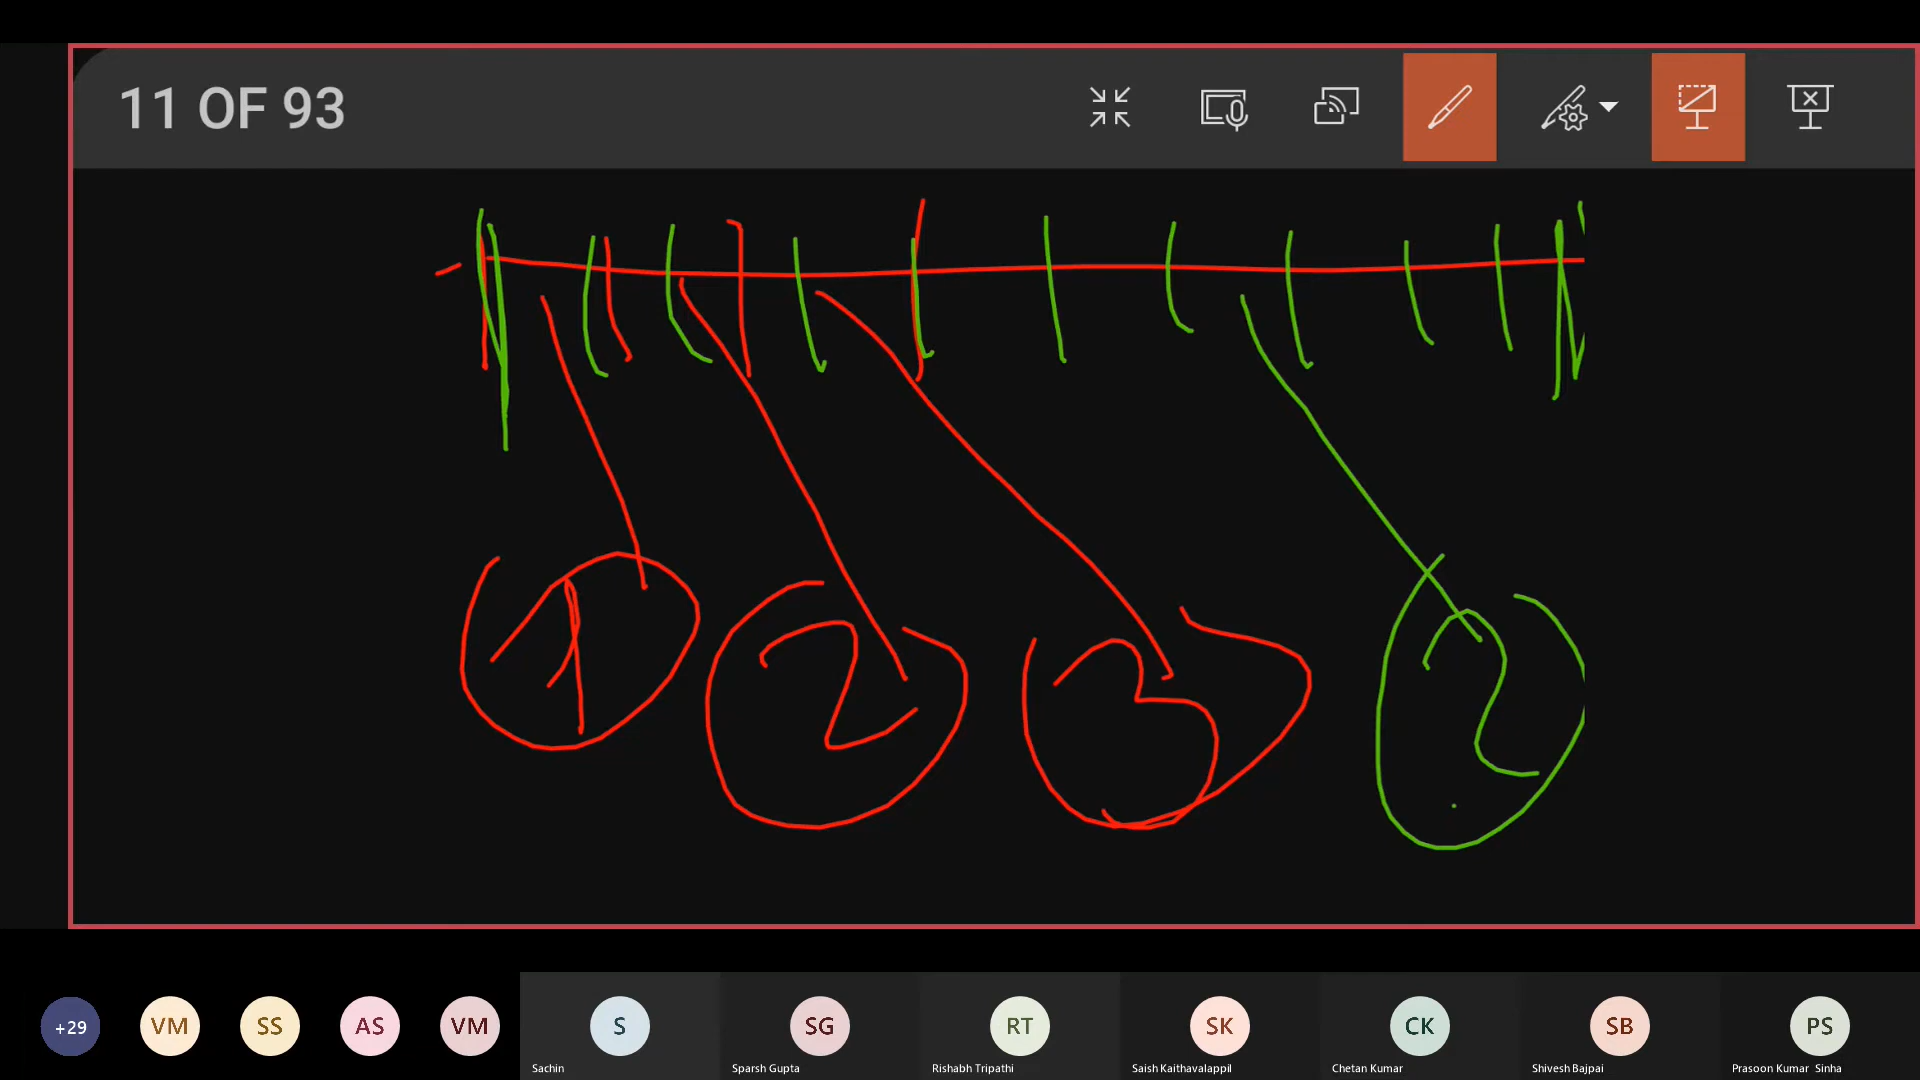 11 OF 93
1 2 3 2
+29 VM SS AS VM S SG RT SK CK SB PS
Sachin Sparsh Gupta Rishabh Tripathi Saish Kaithavalappil Chetan Kumar Shivesh Bajpai Prasoon Kumar Sinha